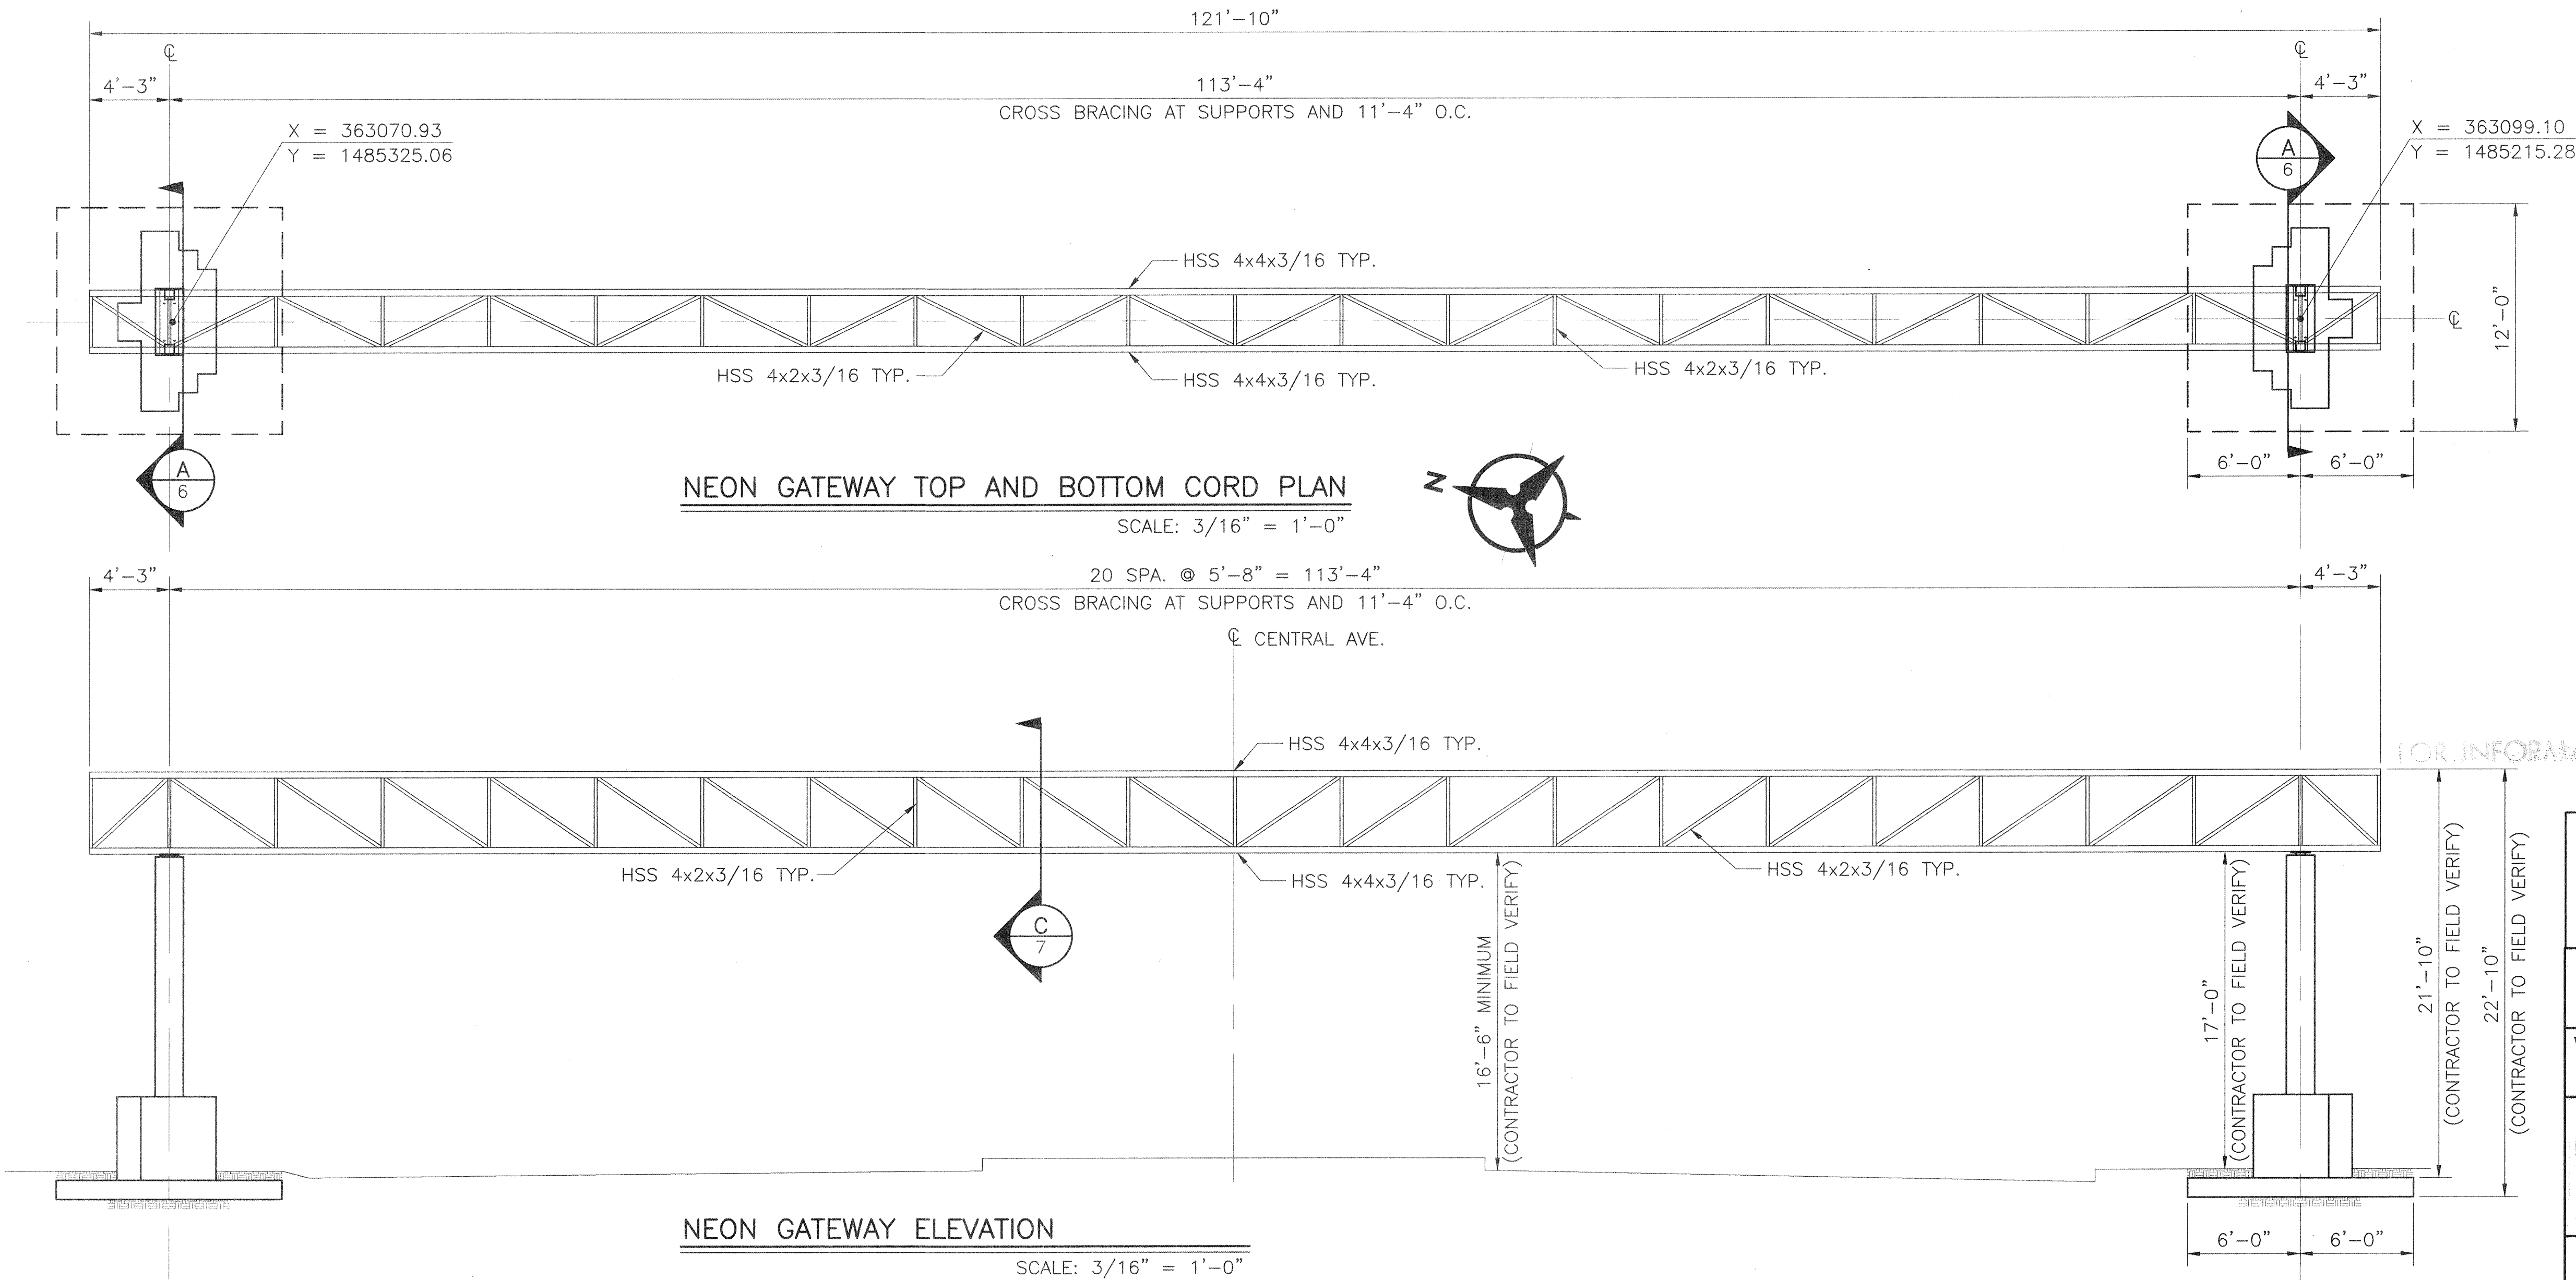 121'-10"
℄
℄
4'-3"
113'-4"
4'-3"
CROSS BRACING AT SUPPORTS AND 11'-4" O.C.
X = 363070.93
Y = 1485325.06
X = 363099.10
Y = 1485215.28
A
6
HSS 4x4x3/16 TYP.
℄
12'-0"
HSS 4x2x3/16 TYP.
HSS 4x4x3/16 TYP.
HSS 4x2x3/16 TYP.
A
6
6'-0"
6'-0"
NEON GATEWAY TOP AND BOTTOM CORD PLAN
SCALE: 3/16" = 1'-0"
N
4'-3"
20 SPA. @ 5'-8" = 113'-4"
4'-3"
CROSS BRACING AT SUPPORTS AND 11'-4" O.C.
℄ CENTRAL AVE.
HSS 4x4x3/16 TYP.
FOR INFORMA
HSS 4x2x3/16 TYP.
HSS 4x4x3/16 TYP.
HSS 4x2x3/16 TYP.
C
7
16'-6" MINIMUM
(CONTRACTOR TO FIELD VERIFY)
17'-0"
(CONTRACTOR TO FIELD VERIFY)
21'-10"
(CONTRACTOR TO FIELD VERIFY)
22'-10"
(CONTRACTOR TO FIELD VERIFY)
NEON GATEWAY ELEVATION
SCALE: 3/16" = 1'-0"
6'-0"
6'-0"